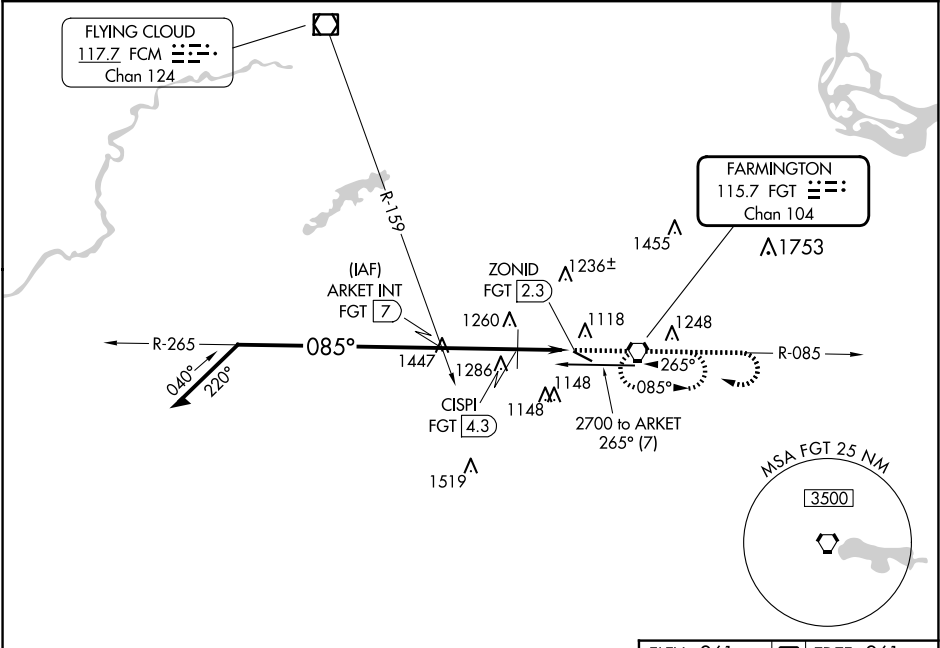 FLYING CLOUD
117.7 FCM
Chan 124
R-159
FARMINGTON
115.7 FGT
Chan 104
1455
1753
(IAF)
ARKET INT
FGT 7
ZONID
FGT 2.3
1236±
1260
1118
1248
R-265
085°
1447
R-085
1286
265°
040°
220°
085°
1148
1148
CISPI
FGT 4.3
2700 to ARKET
265° (7)
1519
MSA FGT 25 NM
3500